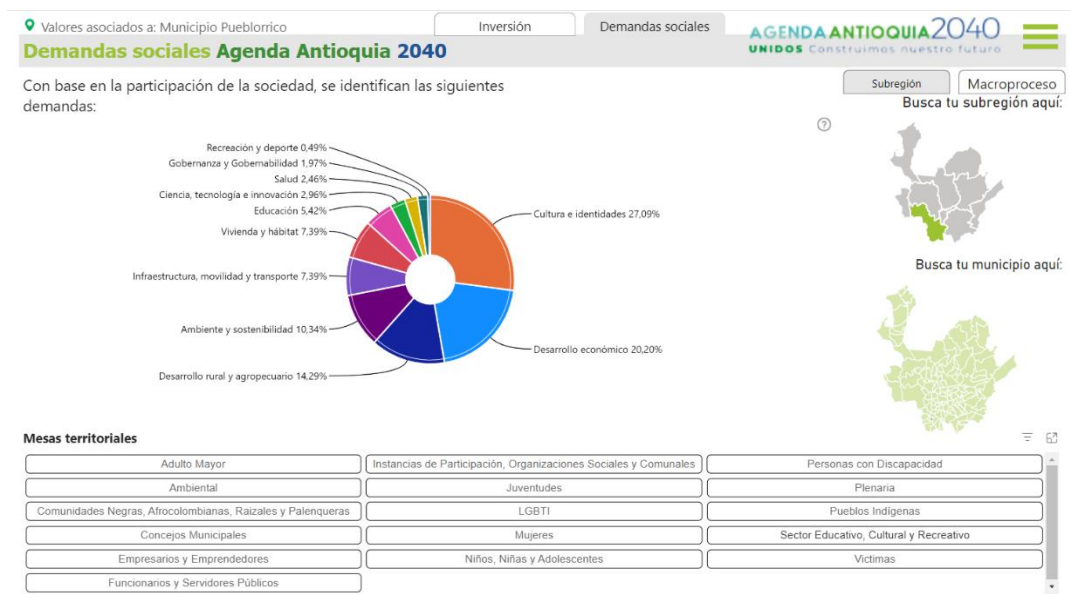 Valores asociados a: Municipio Pueblorrico
Inversión
Demandas sociales
AGENDA ANTIOQUIA 2040
UNIDOS Construimos nuestro futuro
Demandas sociales Agenda Antioquia 2040
Con base en la participación de la sociedad, se identifican las siguientes
demandas:
Subregión
Macroproceso
Busca tu subregión aquí:
Recreación y deporte 0,49%
Gobernanza y Gobernabilidad 1,97%
Salud 2,46%
Ciencia, tecnología e innovación 2,96%
Educación 5,42%
Vivienda y hábitat 7,39%
Infraestructura, movilidad y transporte 7,39%
Ambiente y sostenibilidad 10,34%
Desarrollo rural y agropecuario 14,29%
Cultura e identidades 27,09%
Desarrollo económico 20,20%
Busca tu municipio aquí:
Mesas territoriales
Adulto Mayor
Instancias de Participación, Organizaciones Sociales y Comunales
Personas con Discapacidad
Ambiental
Juventudes
Plenaria
Comunidades Negras, Afrocolombianas, Raizales y Palenqueras
LGBTI
Pueblos Indígenas
Concejos Municipales
Mujeres
Sector Educativo, Cultural y Recreativo
Empresarios y Emprendedores
Niños, Niñas y Adolescentes
Victimas
Funcionarios y Servidores Públicos